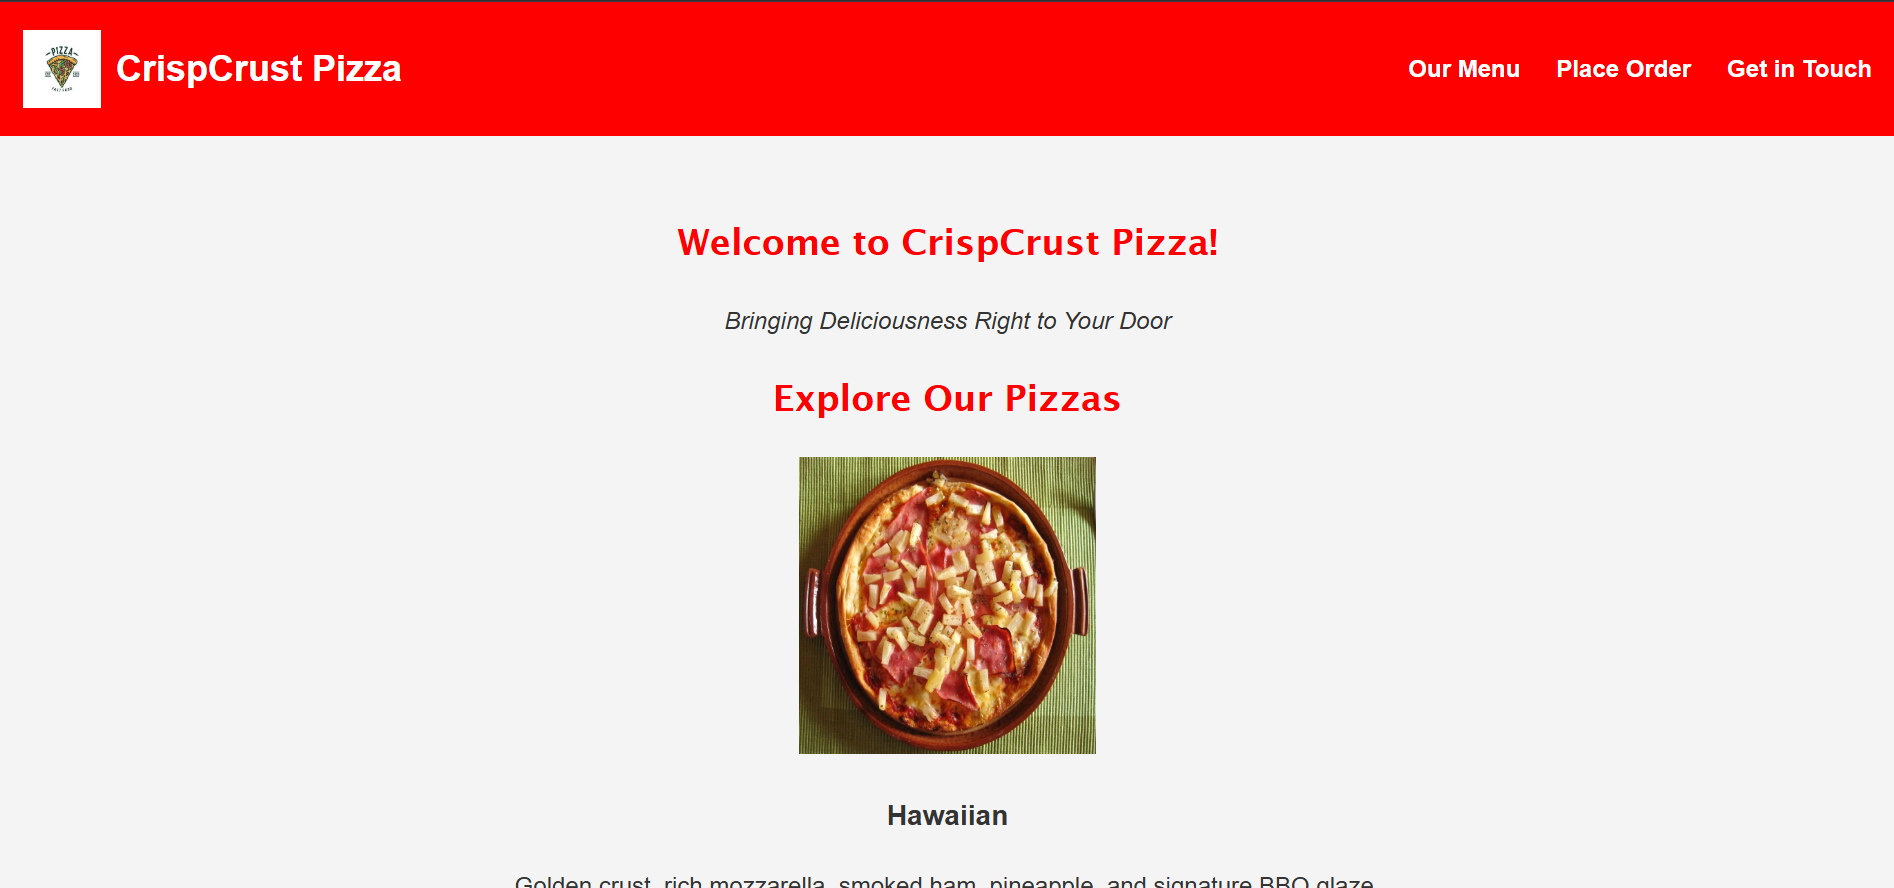 PIZZA
CrispCrust Pizza
Our Menu
Place Order
Get in Touch
Welcome to CrispCrust Pizza!
Bringing Deliciousness Right to Your Door
Explore Our Pizzas
Hawaiian
Golden crust, rich mozzarella, smoked ham, pineapple, and signature BBQ glaze